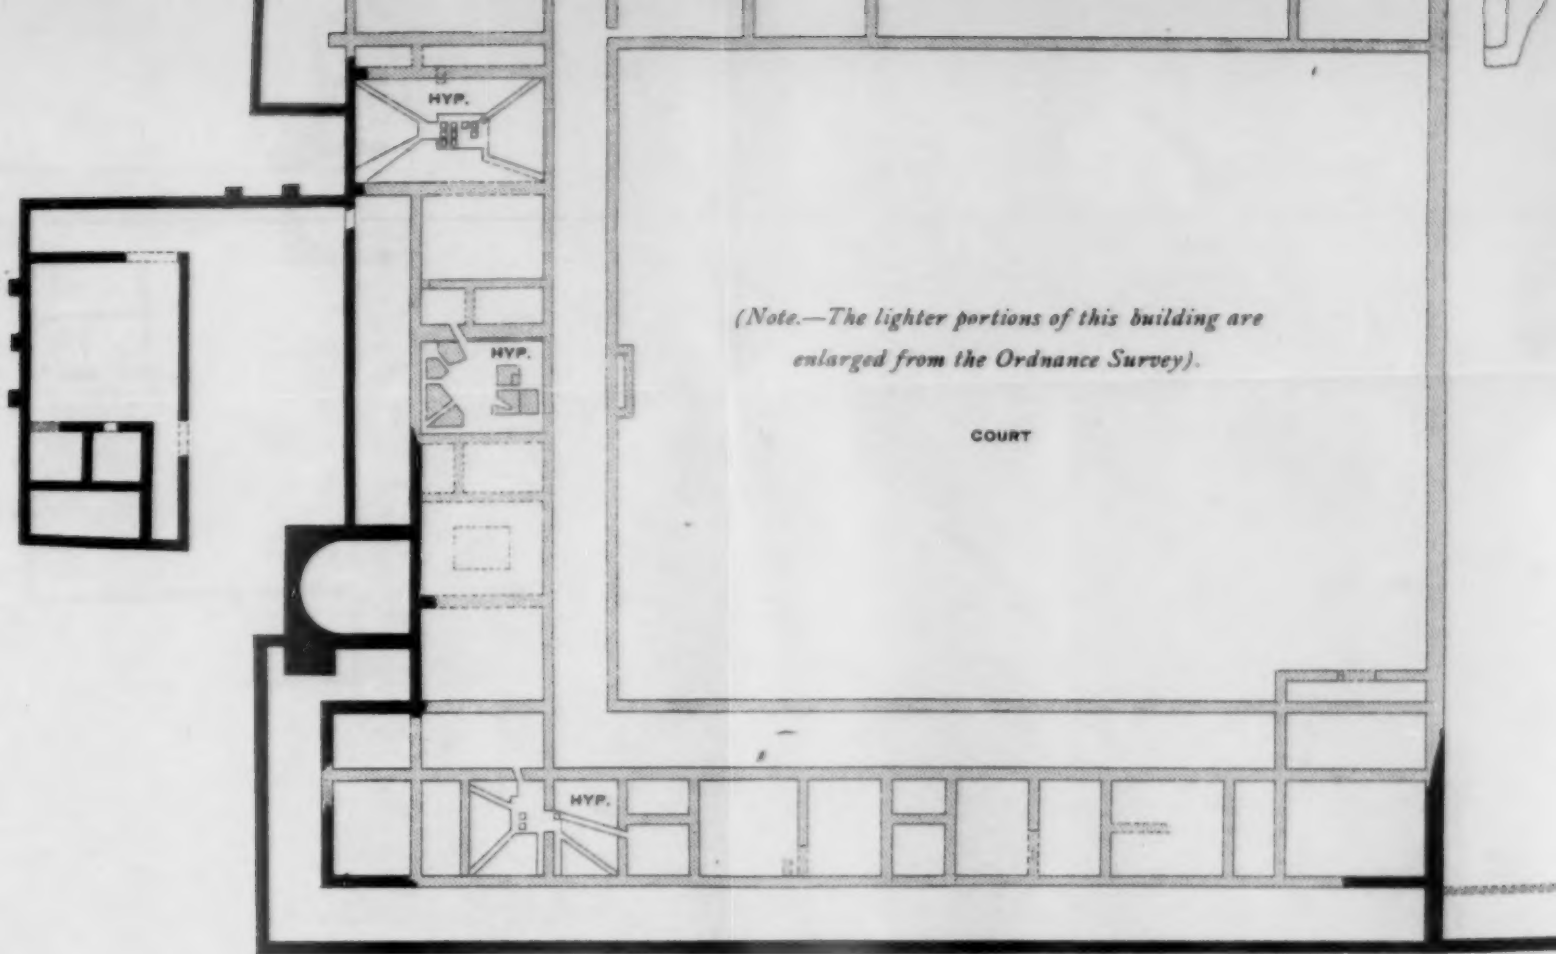 HYP.
(Note.—The lighter portions of this building are
enlarged from the Ordnance Survey).
HYP.
COURT
HYP.